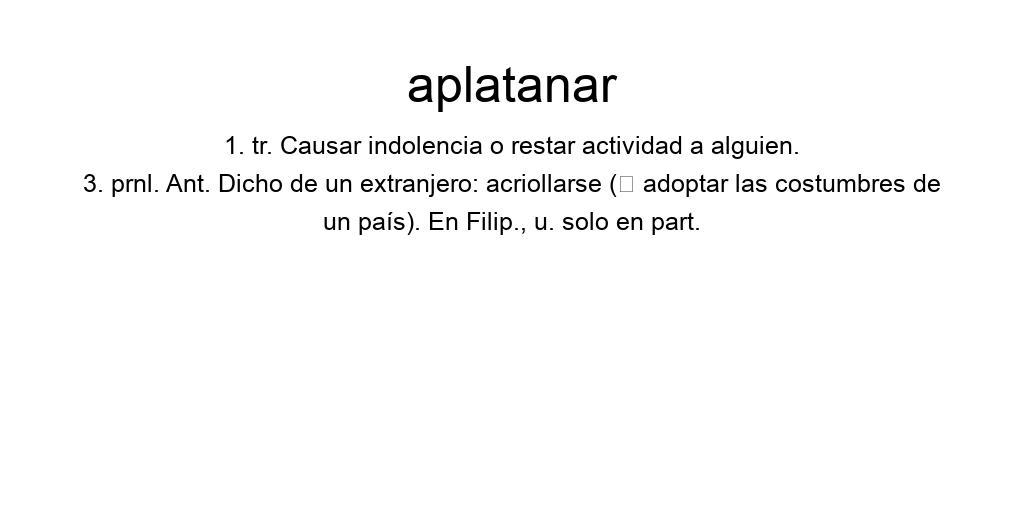 aplatanar
1. tr. Causar indolencia o restar actividad a alguien.
3. prnl. Ant. Dicho de un extranjero: acriollarse (□ adoptar las costumbres de
un país). En Filip., u. solo en part.